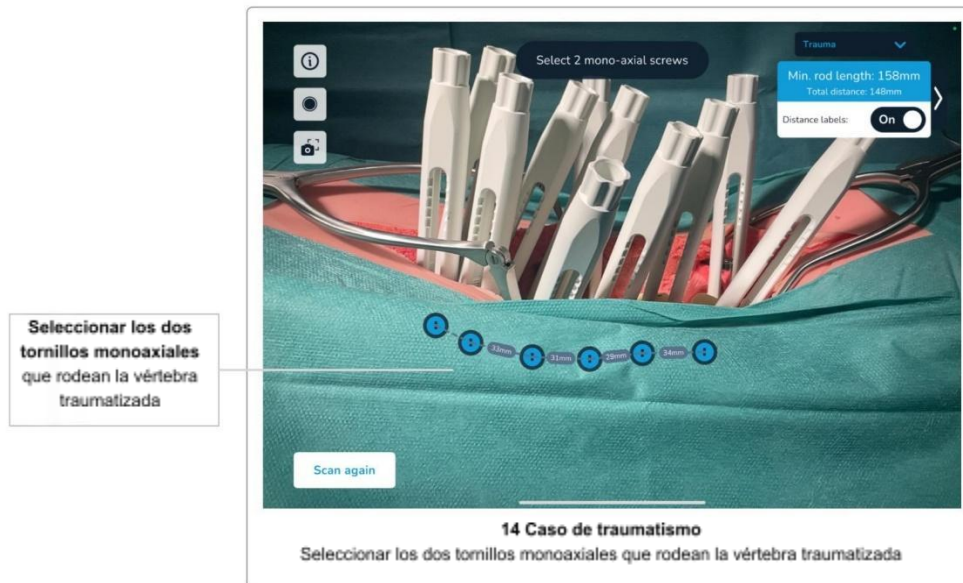 Select 2 mono-axial screws
Trauma
Min. rod length: 158mm
Total distance: 148mm
Distance labels:
On
33mm
31mm
29mm
34mm
Seleccionar los dos
tornillos monoaxiales
que rodean la vértebra
traumatizada
Scan again
14 Caso de traumatismo
Seleccionar los dos tornillos monoaxiales que rodean la vértebra traumatizada